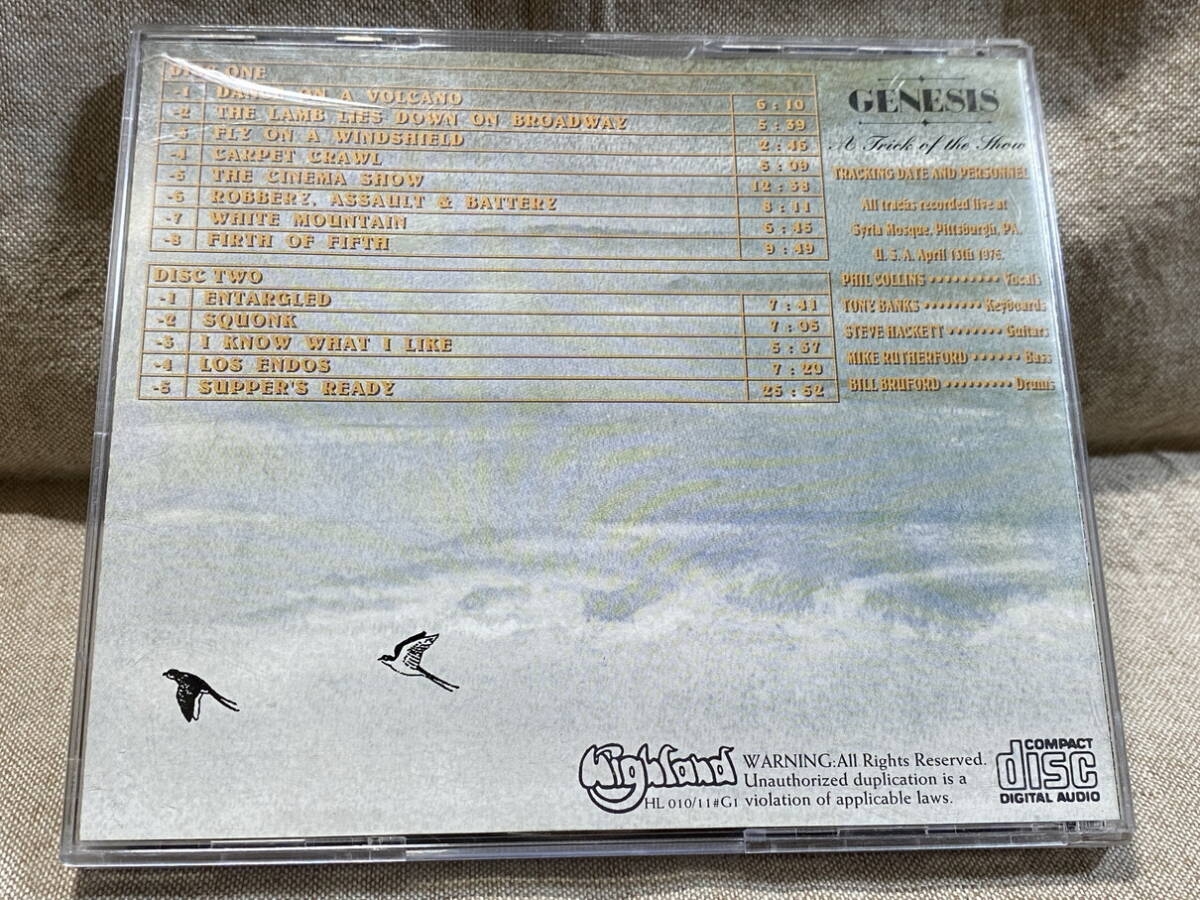 DISC ONE
-1 DANCE ON A VOLCANO 6 : 10
-2 THE LAMB LIES DOWN ON BROADWAY 5 : 39
-3 FLY ON A WINDSHIELD 2 : 45
-4 CARPET CRAWL 5 : 09
-5 THE CINEMA SHOW 12 : 38
-6 ROBBERY, ASSAULT & BATTERY 8 : 11
-7 WHITE MOUNTAIN 5 : 45
-8 FIRTH OF FIFTH 9 : 49
DISC TWO
-1 ENTARGLED 7 : 41
-2 SQUONK 7 : 05
-3 I KNOW WHAT I LIKE 5 : 37
-4 LOS ENDOS 7 : 20
-5 SUPPER'S READY 25 : 52
GENESIS
A Trick of the Show
TRACKING DATE AND PERSONNEL
All tracks recorded live at
Syria Mosque, Pittsburgh, PA.
U. S. A. April 13th 1976.
PHIL COLLINS ········ Vocals
TONY BANKS ········ Keyboards
STEVE HACKETT ······· Guitars
MIKE RUTHERFORD ······ Bass
BILL BRUFORD ········· Drums
Highland
HL 010/11#G1
WARNING:All Rights Reserved.
Unauthorized duplication is a
violation of applicable laws.
COMPACT
disc
DIGITAL AUDIO